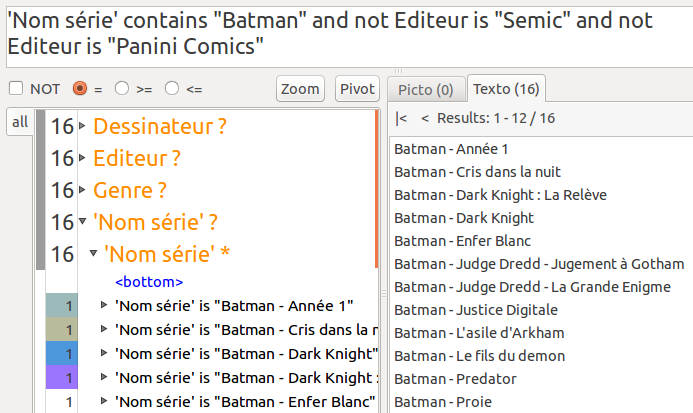 'Nom série' contains "Batman" and not Editeur is "Semic" and not
Editeur is "Panini Comics"
NOT = >= <= Zoom Pivot
Picto (0) Texto (16)
all
|< < Results: 1 - 12 / 16
16 Dessinateur ?
16 Editeur ?
16 Genre ?
16 'Nom série' ?
16 'Nom série' *
<bottom>
1 'Nom série' is "Batman - Année 1"
1 'Nom série' is "Batman - Cris dans la
1 'Nom série' is "Batman - Dark Knight"
1 'Nom série' is "Batman - Dark Knight :
1 'Nom série' is "Batman - Enfer Blanc"
Batman - Année 1
Batman - Cris dans la nuit
Batman - Dark Knight : La Relève
Batman - Dark Knight
Batman - Enfer Blanc
Batman - Judge Dredd - Jugement à Gotham
Batman - Judge Dredd - La Grande Enigme
Batman - Justice Digitale
Batman - L'asile d'Arkham
Batman - Le fils du demon
Batman - Predator
Batman - Proie